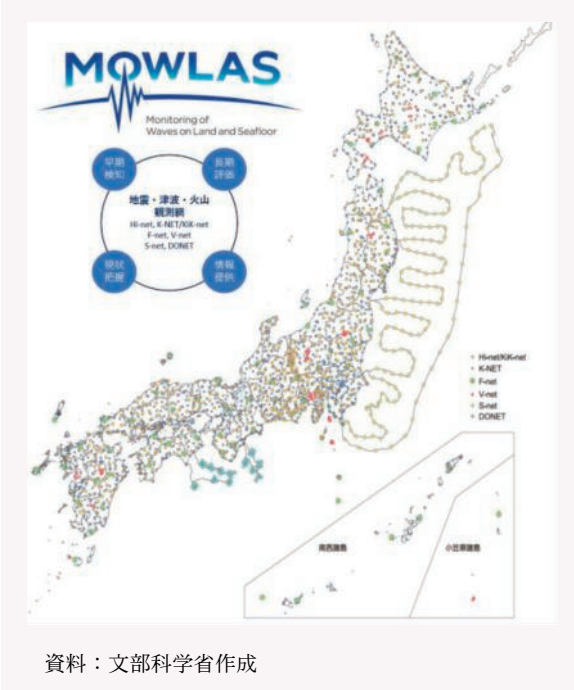 MOWLAS
Monitoring of
Waves on Land and Seafloor
早期
検知
長期
評価
地震・津波・火山
観測網
Hi-net, K-NET/KiK-net
F-net, V-net
S-net, DONET
現状
把握
情報
提供
Hi-net/KiK-net
K-NET
F-net
V-net
S-net
DONET
南西諸島
小笠原諸島
資料：文部科学省作成